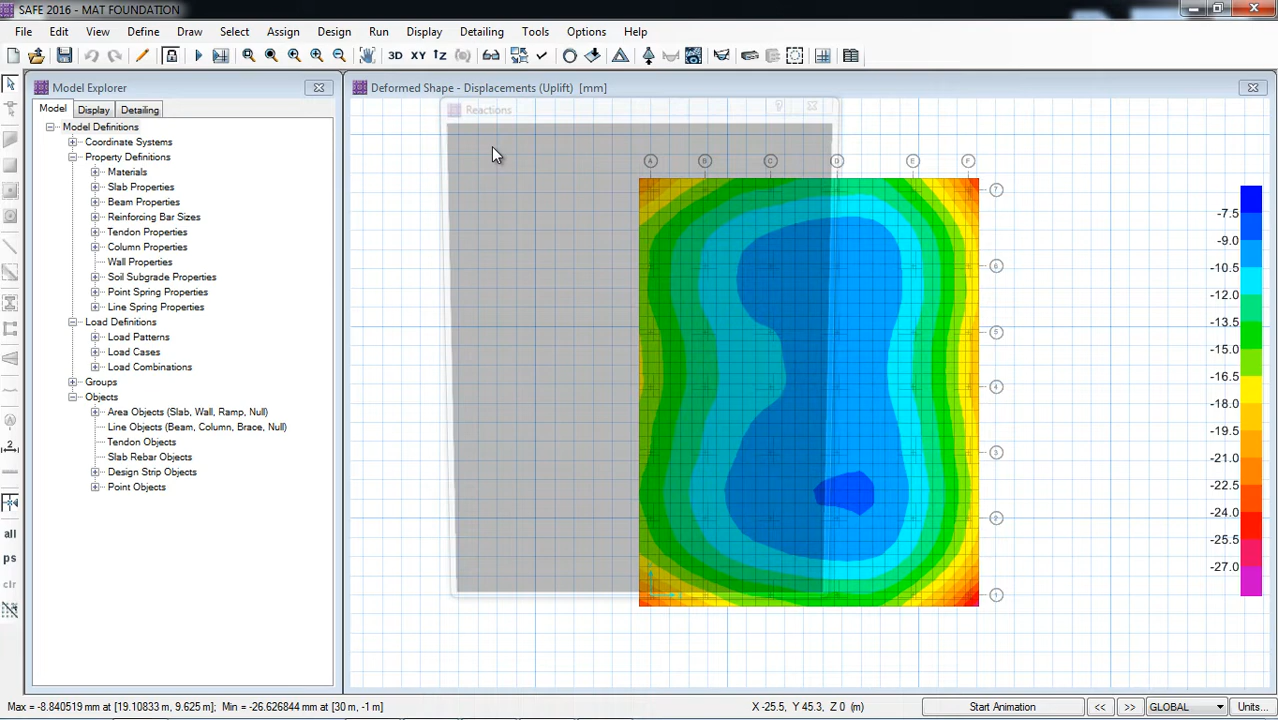 SAFE 2016 - MAT FOUNDATION
File Edit View Define Draw Select Assign Design Run Display Detailing Tools Options Help
3D XY
Model Explorer
Deformed Shape - Displacements (Uplift) [mm]
Model Display Detailing
Reactions
Model Definitions
Coordinate Systems
Property Definitions
Materials
Slab Properties
Beam Properties
Reinforcing Bar Sizes
Tendon Properties
Column Properties
Wall Properties
Soil Subgrade Properties
Point Spring Properties
Line Spring Properties
Load Definitions
Load Patterns
Load Cases
Load Combinations
Groups
Objects
Area Objects (Slab, Wall, Ramp, Null)
Line Objects (Beam, Column, Brace, Null)
Tendon Objects
Slab Rebar Objects
Design Strip Objects
Point Objects
all
ps
clr
A B C D E F
7
6
5
4
3
2
1
-7.5
-9.0
-10.5
-12.0
-13.5
-15.0
-16.5
-18.0
-19.5
-21.0
-22.5
-24.0
-25.5
-27.0
Max = -8.840519 mm at [19.10833 m, 9.625 m]; Min = -26.626844 mm at [30 m, -1 m]
X -25.5, Y 45.3, Z 0 (m)
Start Animation
<< >>
GLOBAL
Units...